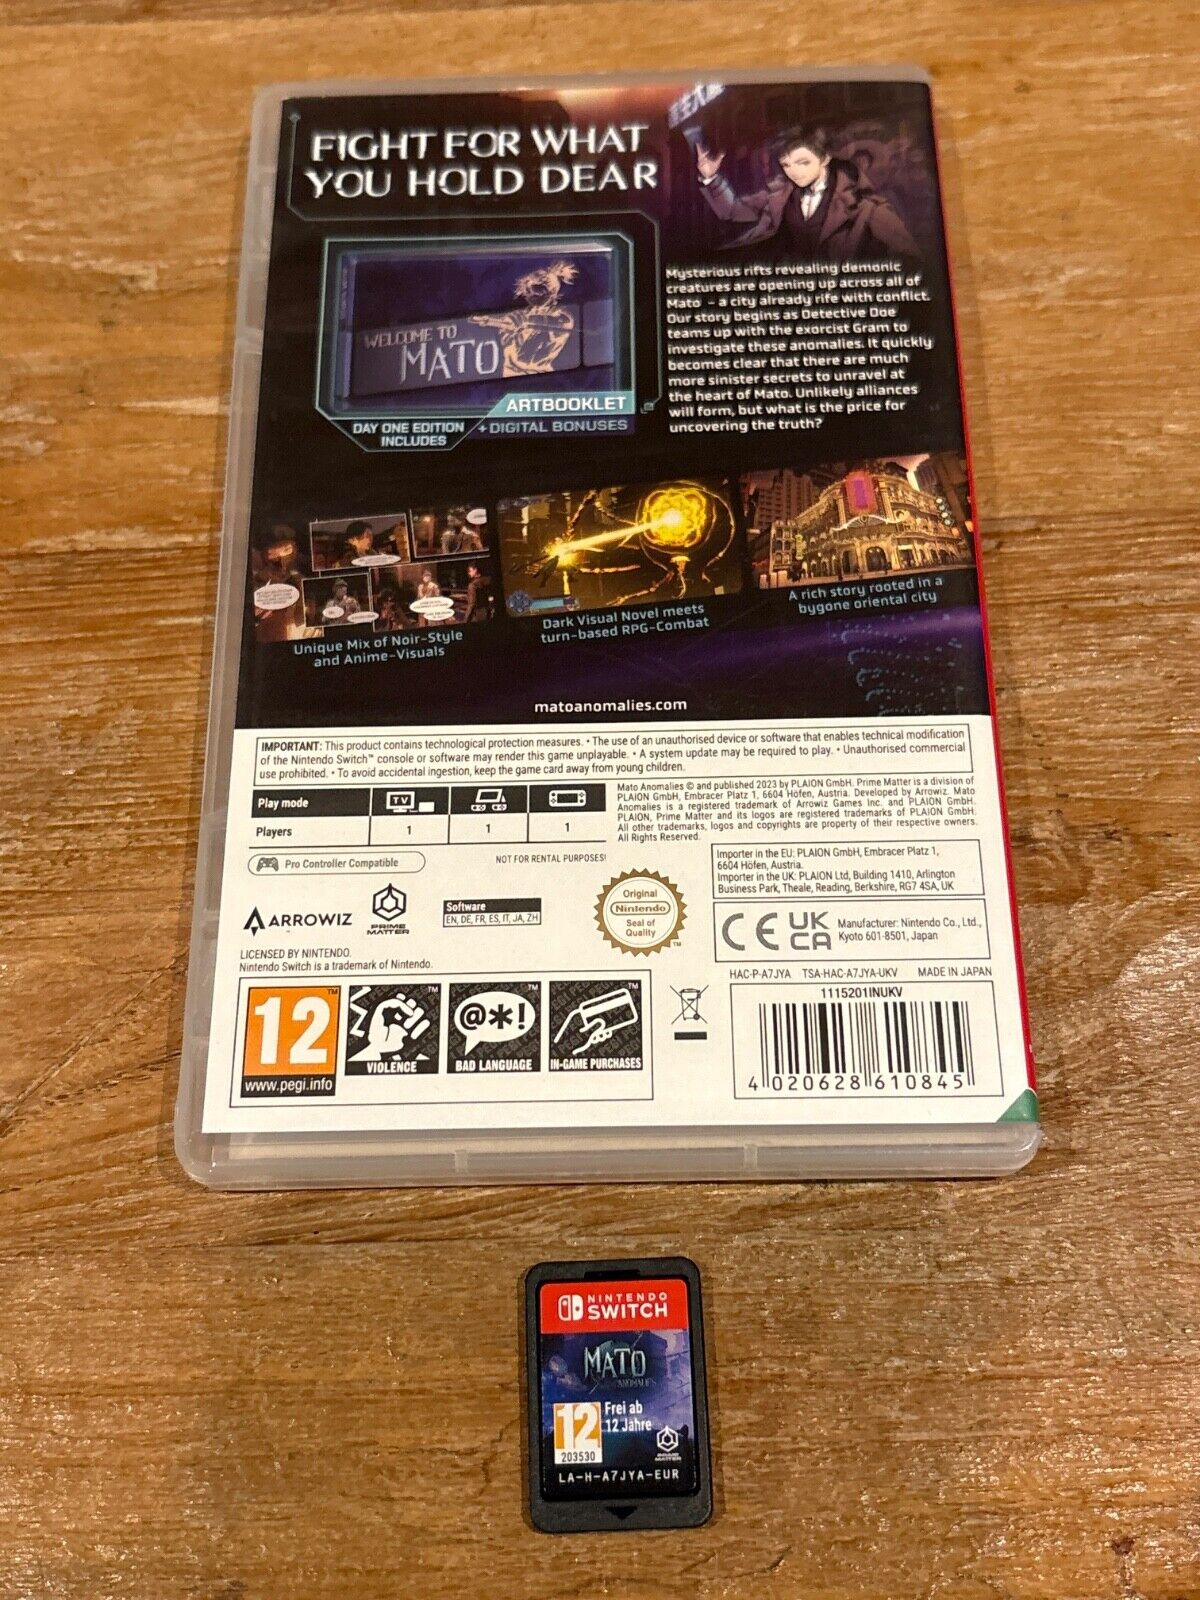 FIGHT FOR WHAT
YOU HOLD DEAR
WELCOME TO
MATO
ARTBOOKLET
DAY ONE EDITION
INCLUDES
+ DIGITAL BONUSES
Mysterious rifts revealing demonic
creatures are opening up across all of
Mato - a city already rife with conflict.
Our story begins as Detective Doe
teams up with the exorcist Gram to
investigate these anomalies. It quickly
becomes clear that there are much
more sinister secrets to unravel at
the heart of Mato. Unlikely alliances
will form, but what is the price for
uncovering the truth?
Unique Mix of Noir-Style
and Anime-Visuals
Dark Visual Novel meets
turn-based RPG-Combat
A rich story rooted in a
bygone oriental city
matoanomalies.com
IMPORTANT: This product contains technological protection measures. • The use of an unauthorised device or software that enables technical modification
of the Nintendo Switch™ console or software may render this game unplayable. • A system update may be required to play. • Unauthorised commercial
use prohibited. • To avoid accidental ingestion, keep the game card away from young children.
Play mode
TV
Players 1 1 1
Pro Controller Compatible
NOT FOR RENTAL PURPOSES!
Mato Anomalies © and published 2023 by PLAION GmbH. Prime Matter is a division of
PLAION GmbH, Embracer Platz 1, 6604 Höfen, Austria. Developed by Arrowiz. Mato
Anomalies is a registered trademark of Arrowiz Games Inc. and PLAION GmbH.
PLAION, Prime Matter and its logos are registered trademarks of PLAION GmbH.
All other trademarks, logos and copyrights are property of their respective owners.
All Rights Reserved.
Importer in the EU: PLAION GmbH, Embracer Platz 1,
6604 Höfen, Austria.
Importer in the UK: PLAION Ltd, Building 1410, Arlington
Business Park, Theale, Reading, Berkshire, RG7 4SA, UK
ARROWIZ
PRIME
MATTER
Software
EN, DE, FR, ES, IT, JA, ZH
Original
Nintendo
Seal of
Quality
TM
CE UK
CA
Manufacturer: Nintendo Co., Ltd.,
Kyoto 601-8501, Japan
LICENSED BY NINTENDO.
Nintendo Switch is a trademark of Nintendo.
HAC-P-A7JYA TSA-HAC-A7JYA-UKV MADE IN JAPAN
12
www.pegi.info
VIOLENCE
@*!
BAD LANGUAGE
IN-GAME PURCHASES
1115201INUKV
4 020628 610845
NINTENDO
SWITCH
MATO
ANOMALIES
12
203530
Frei ab
12 Jahre
PRIME
MATTER
LA-H-A7JYA-EUR